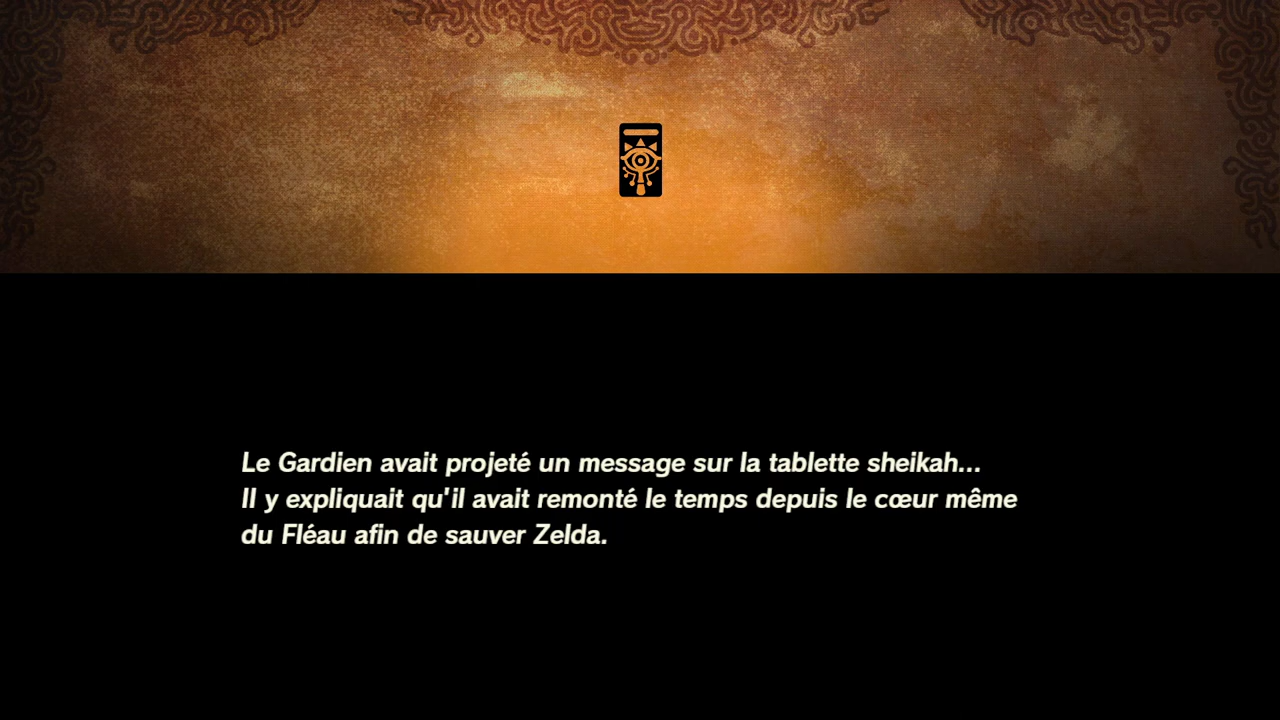 Le Gardien avait projeté un message sur la tablette sheikah...
Il y expliquait qu'il avait remonté le temps depuis le cœur même
du Fléau afin de sauver Zelda.